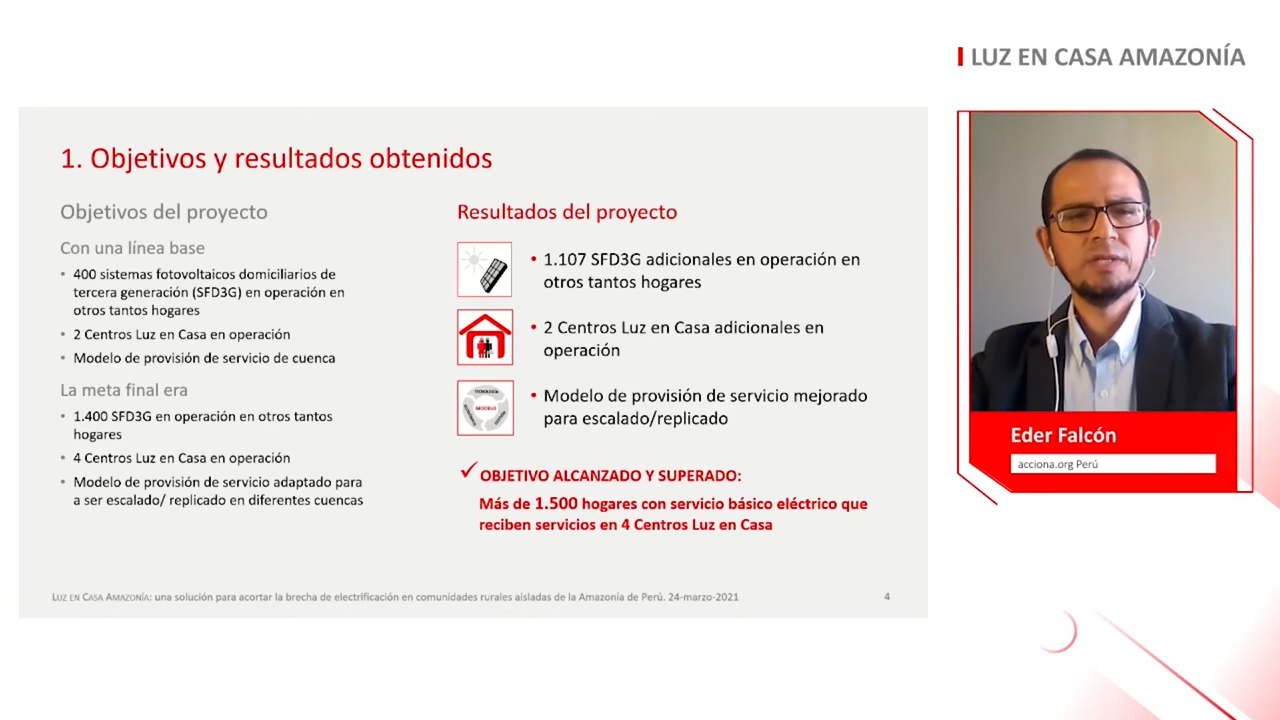 LUZ EN CASA AMAZONÍA
1. Objetivos y resultados obtenidos
Objetivos del proyecto
Con una línea base
• 400 sistemas fotovoltaicos domiciliarios de
tercera generación (SFD3G) en operación en
otros tantos hogares
• 2 Centros Luz en Casa en operación
• Modelo de provisión de servicio de cuenca
La meta final era
• 1.400 SFD3G en operación en otros tantos
hogares
• 4 Centros Luz en Casa en operación
• Modelo de provisión de servicio adaptado para
a ser escalado/ replicado en diferentes cuencas
Resultados del proyecto
• 1.107 SFD3G adicionales en operación en
otros tantos hogares
• 2 Centros Luz en Casa adicionales en
operación
TECNOLOGÍA
MODELO
• Modelo de provisión de servicio mejorado
para escalado/replicado
✓ OBJETIVO ALCANZADO Y SUPERADO:
Más de 1.500 hogares con servicio básico eléctrico que
reciben servicios en 4 Centros Luz en Casa
LUZ EN CASA AMAZONÍA: una solución para acortar la brecha de electrificación en comunidades rurales aisladas de la Amazonía de Perú. 24-marzo-2021
4
Eder Falcón
acciona.org Perú